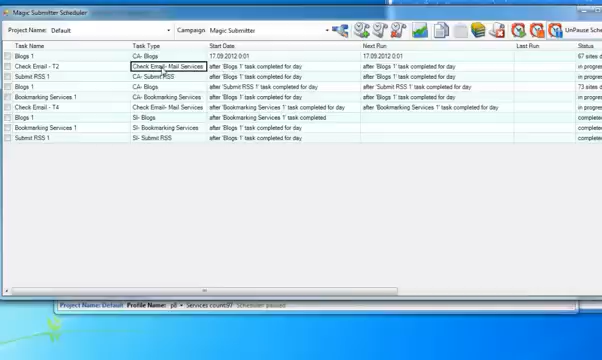 Magic Submitter Scheduler
Project Name: Default Campaign Magic Submitter UnPause Sch
Task Name Task Type Start Date Next Run Last Run Status
Blogs 1 CA- Blogs 17.09.2012 0:01 17.09.2012 0:01 67 sites d
Check Email - T2 Check Email- Mail Services after 'Blogs 1' task completed for day after 'Blogs 1' task completed for day in progres
Submit RSS 1 CA- Submit RSS after 'Blogs 1' task completed for day after 'Blogs 1' task completed for day in progres
Blogs 1 CA- Blogs after 'Submit RSS 1' task completed for day after 'Submit RSS 1' task completed for day 73 sites d
Bookmarking Services 1 CA- Bookmarking Services after 'Blogs 1' task completed for day after 'Blogs 1' task completed for day in progres
Check Email - T4 Check Email- Mail Services after 'Bookmarking Services 1' task completed for day after 'Bookmarking Services 1' task completed for day in progres
Blogs 1 SI- Blogs after 'Bookmarking Services 1' task completed complete
Bookmarking Services 1 SI- Bookmarking Services after 'Blogs 1' task completed for day complete
Submit RSS 1 SI- Submit RSS after 'Blogs 1' task completed for day complete
Project Name: Default Profile Name: p8 • Services count97 Scheduler paused